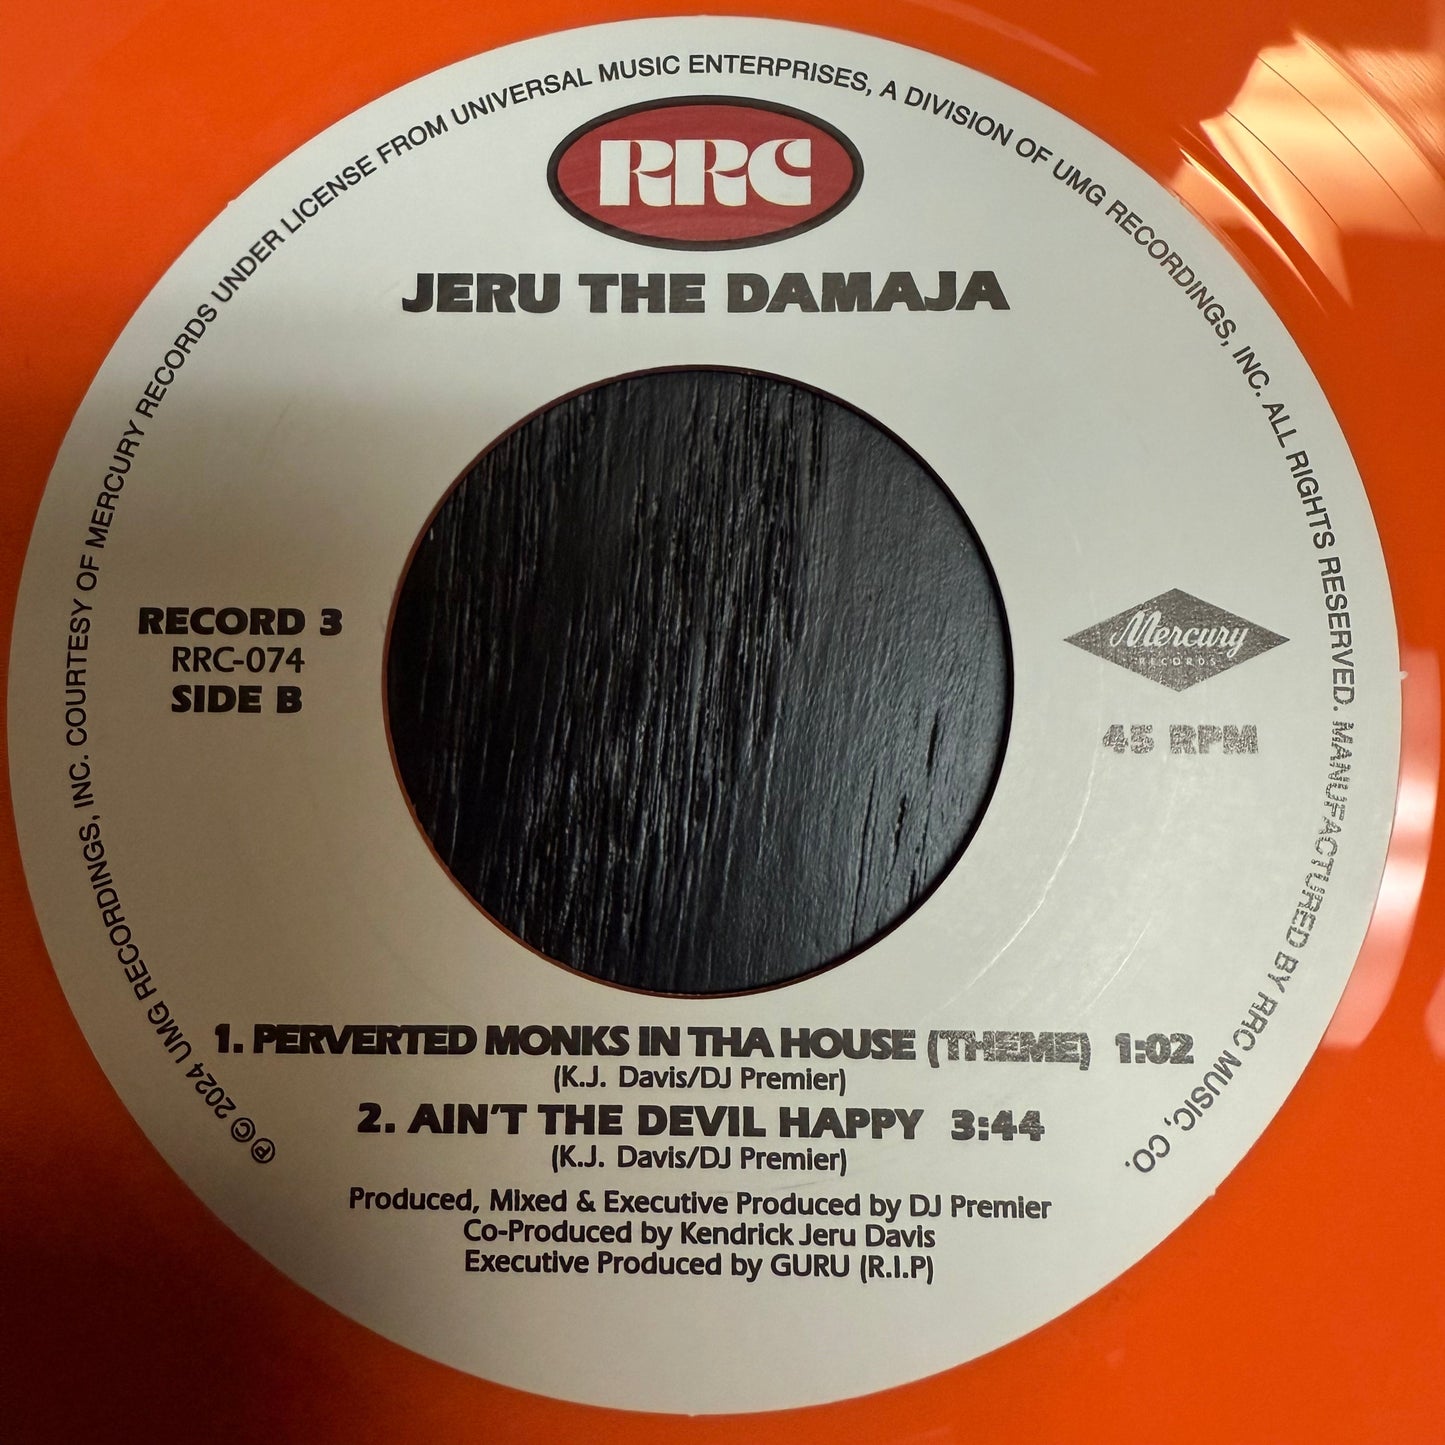 ℗© 2024 UMG RECORDINGS, INC. COURTESY OF MERCURY RECORDS UNDER LICENSE FROM UNIVERSAL MUSIC ENTERPRISES, A DIVISION OF UMG RECORDINGS, INC. ALL RIGHTS RESERVED. MANUFACTURED BY RRC MUSIC, CO.
RRC
JERU THE DAMAJA
RECORD 3
RRC-074
SIDE B
Mercury
RECORDS
45 RPM
1. PERVERTED MONKS IN THA HOUSE (THEME) 1:02
(K.J. Davis/DJ Premier)
2. AIN'T THE DEVIL HAPPY 3:44
(K.J. Davis/DJ Premier)
Produced, Mixed & Executive Produced by DJ Premier
Co-Produced by Kendrick Jeru Davis
Executive Produced by GURU (R.I.P)